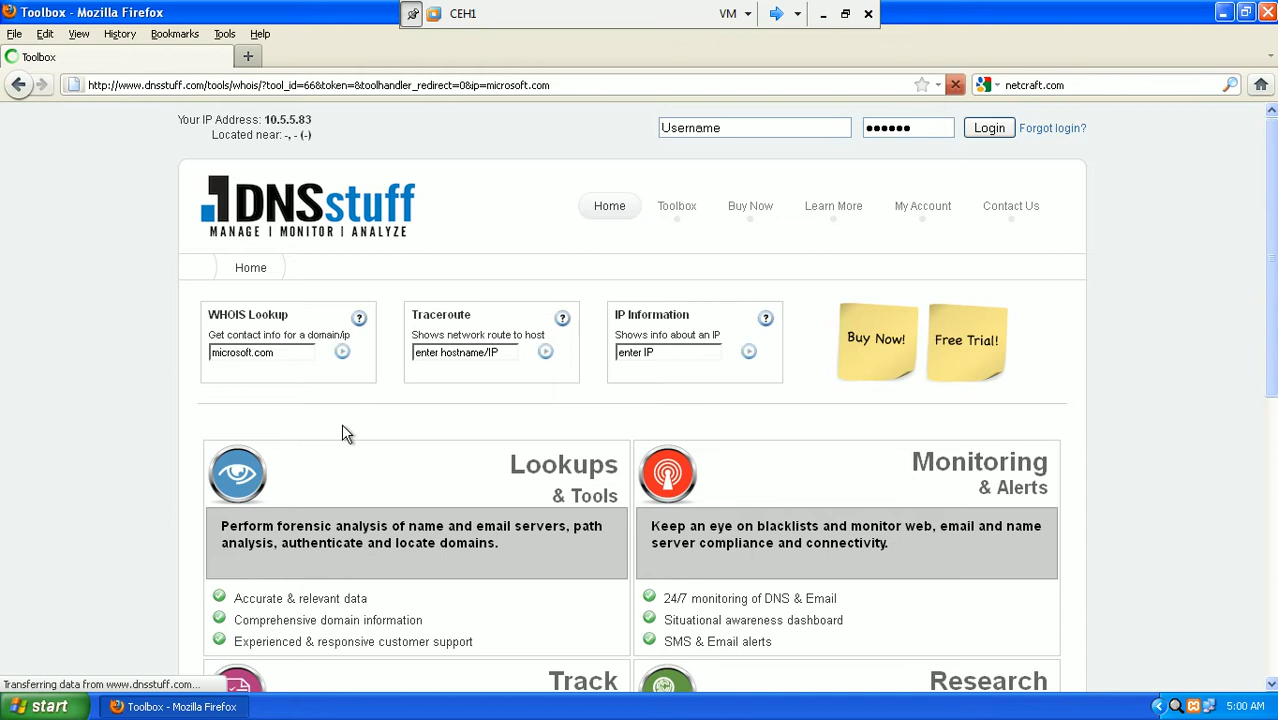 Toolbox - Mozilla Firefox
CEH1
VM
File Edit View History Bookmarks Tools Help
Toolbox
http://www.dnsstuff.com/tools/whois/?tool_id=66&token=&toolhandler_redirect=0&ip=microsoft.com
netcraft.com
Your IP Address: 10.5.5.83
Located near: -, - (-)
Username
Login
Forgot login?
DNSstuff
MANAGE | MONITOR | ANALYZE
Home Toolbox Buy Now Learn More My Account Contact Us
Home
WHOIS Lookup
Get contact info for a domain/ip
microsoft.com
Traceroute
Shows network route to host
enter hostname/IP
IP Information
Shows info about an IP
enter IP
Buy Now!
Free Trial!
Lookups
& Tools
Perform forensic analysis of name and email servers, path
analysis, authenticate and locate domains.
Accurate & relevant data
Comprehensive domain information
Experienced & responsive customer support
Monitoring
& Alerts
Keep an eye on blacklists and monitor web, email and name
server compliance and connectivity.
24/7 monitoring of DNS & Email
Situational awareness dashboard
SMS & Email alerts
Track
Research
Transferring data from www.dnsstuff.com...
start
Toolbox - Mozilla Firefox
5:00 AM